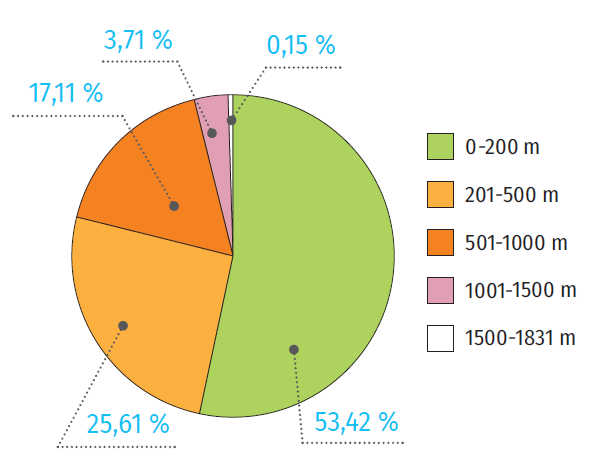 3,71 %
0,15 %
17,11 %
25,61 %
53,42 %
0-200 m
201-500 m
501-1000 m
1001-1500 m
1500-1831 m